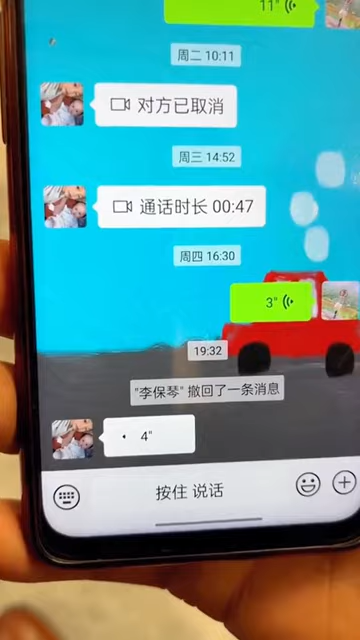 11"
周二 10:11
对方已取消
周三 14:52
通话时长 00:47
周四 16:30
3"
19:32
"李保琴" 撤回了一条消息
4"
按住 说话